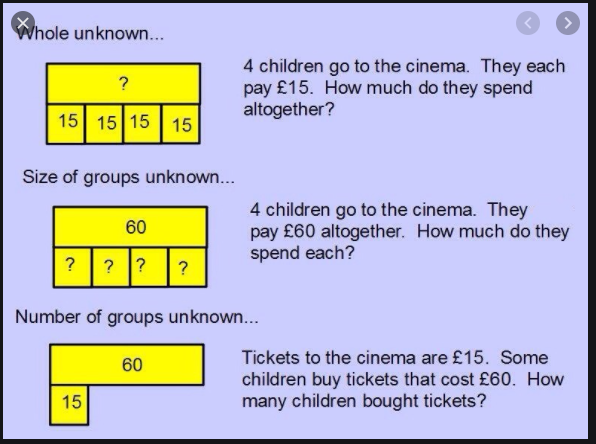 Whole unknown...
?
15 15 15 15
4 children go to the cinema. They each
pay £15. How much do they spend
altogether?
Size of groups unknown...
60
? ? ? ?
4 children go to the cinema. They
pay £60 altogether. How much do they
spend each?
Number of groups unknown...
60
15
Tickets to the cinema are £15. Some
children buy tickets that cost £60. How
many children bought tickets?